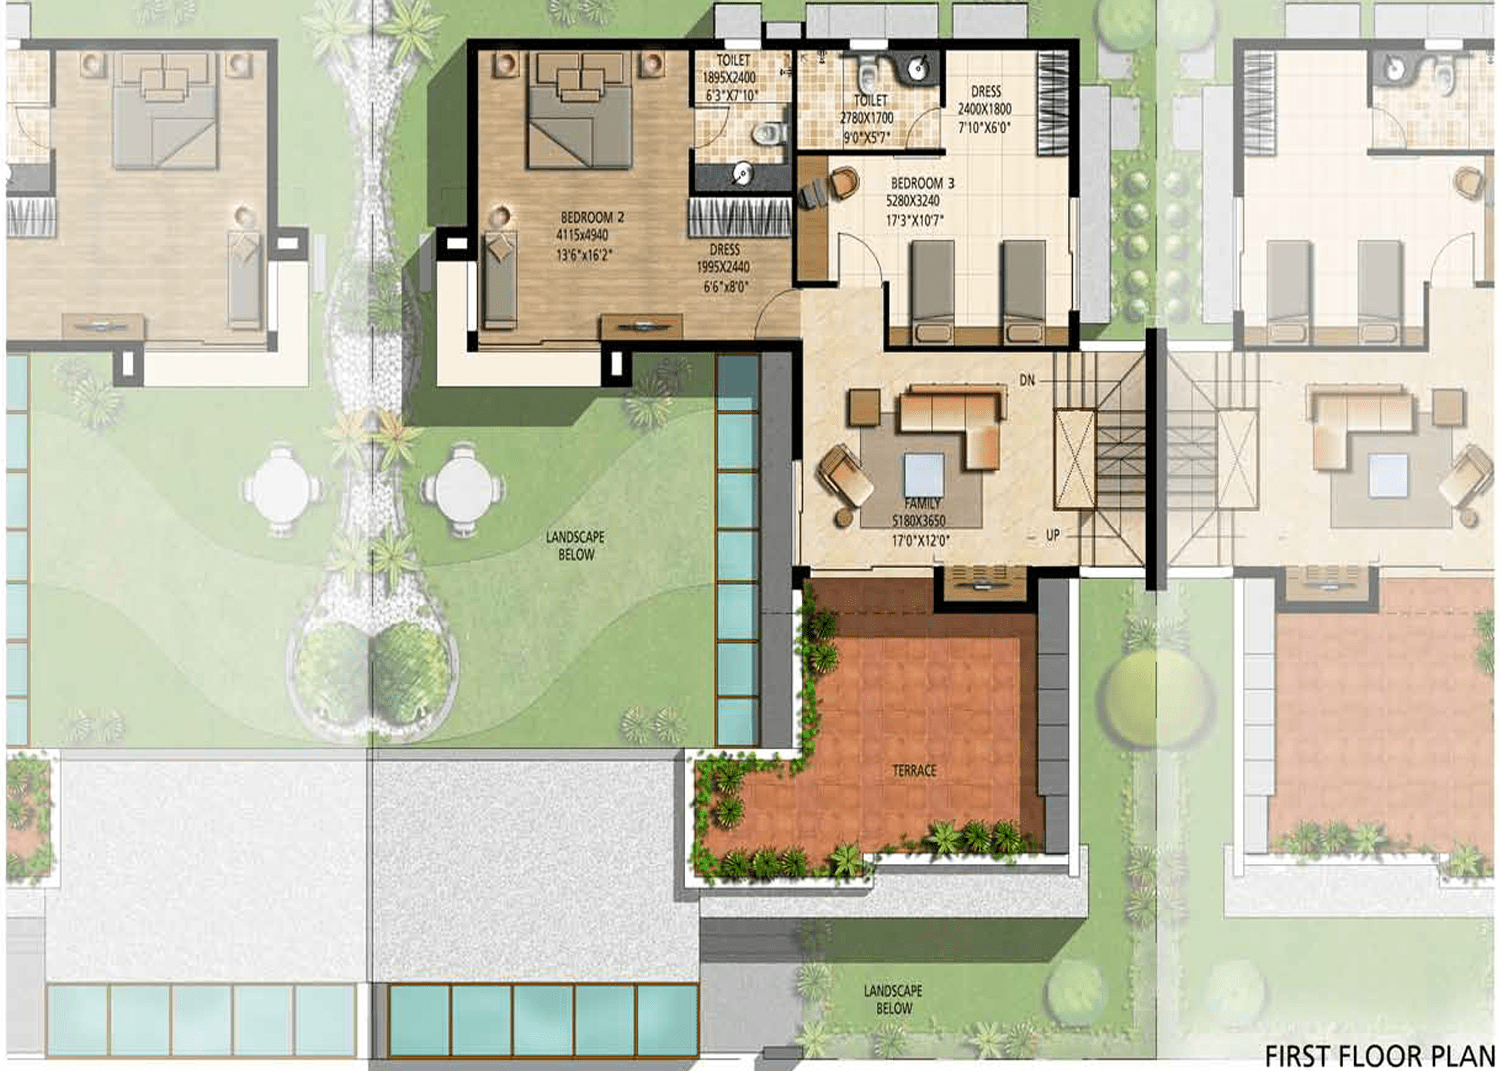 TOILET
1895X2400
6'3"X7'10"
TOILET
2780X1700
9'0"X5'7"
DRESS
2400X1800
7'10"X6'0"
BEDROOM 3
5280X3240
17'3"X10'7"
BEDROOM 2
4115x4940
13'6"x16'2"
DRESS
1995X2440
6'6"x8'0"
DN
FAMILY
5180X3650
17'0"X12'0"
UP
LANDSCAPE
BELOW
TERRACE
LANDSCAPE
BELOW
FIRST FLOOR PLAN